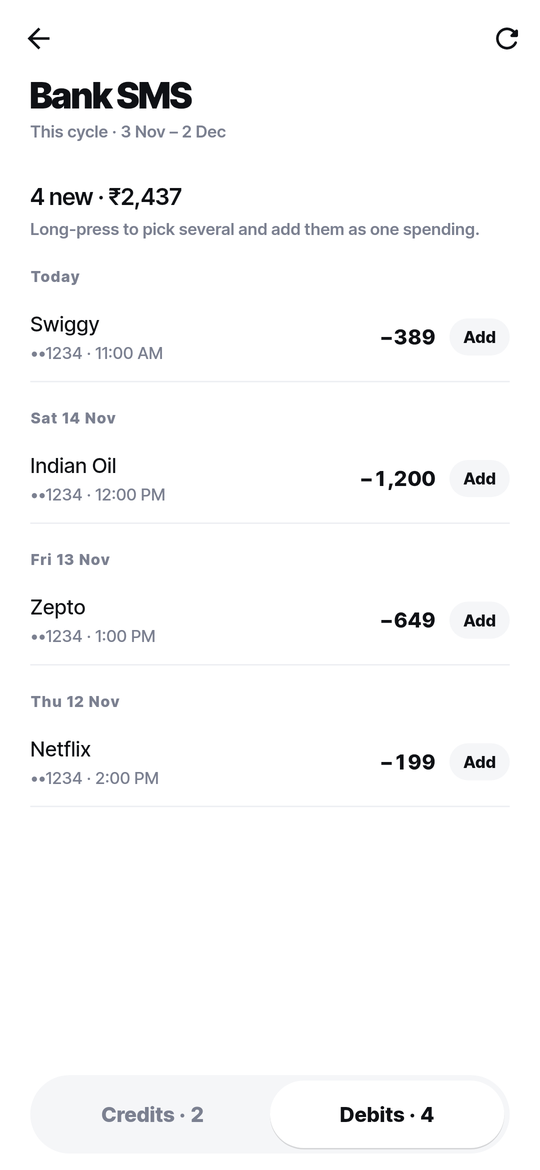 Bank SMS
This cycle · 3 Nov – 2 Dec
4 new · ₹2,437
Long-press to pick several and add them as one spending.
Today
Swiggy
••1234 · 11:00 AM
−389
Add
Sat 14 Nov
Indian Oil
••1234 · 12:00 PM
−1,200
Add
Fri 13 Nov
Zepto
••1234 · 1:00 PM
−649
Add
Thu 12 Nov
Netflix
••1234 · 2:00 PM
−199
Add
Credits · 2
Debits · 4